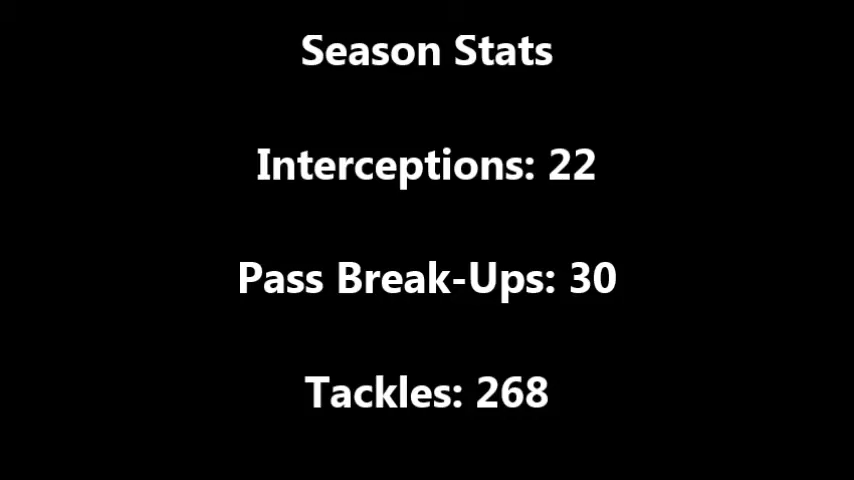 Season Stats
Interceptions: 22
Pass Break-Ups: 30
Tackles: 268